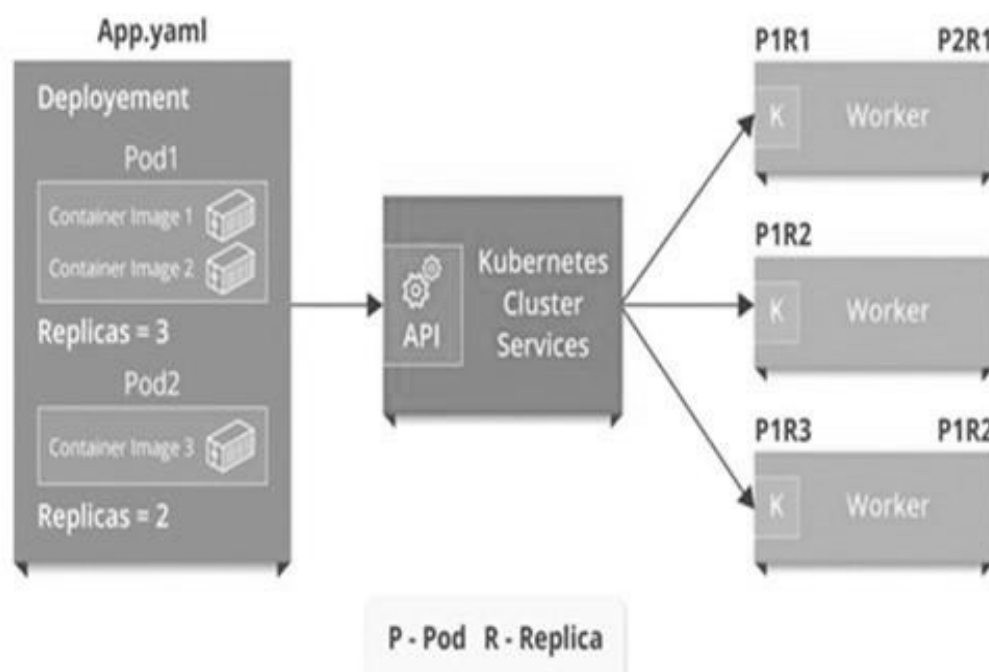 App.yaml
Deployement
Pod1
Container Image 1
Container Image 2
Replicas = 3
Pod2
Container Image 3
Replicas = 2
API
Kubernetes
Cluster
Services
P1R1 P2R1
K Worker
P1R2
K Worker
P1R3 P1R2
K Worker
P - Pod R - Replica